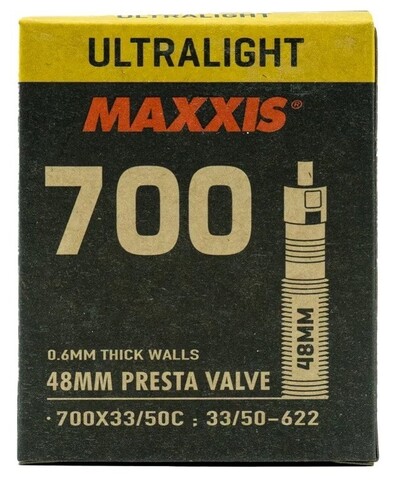 ULTRALIGHT
MAXXIS®
700
48MM
0.6MM THICK WALLS
48MM PRESTA VALVE
·700X33/50C ; 33/50-622